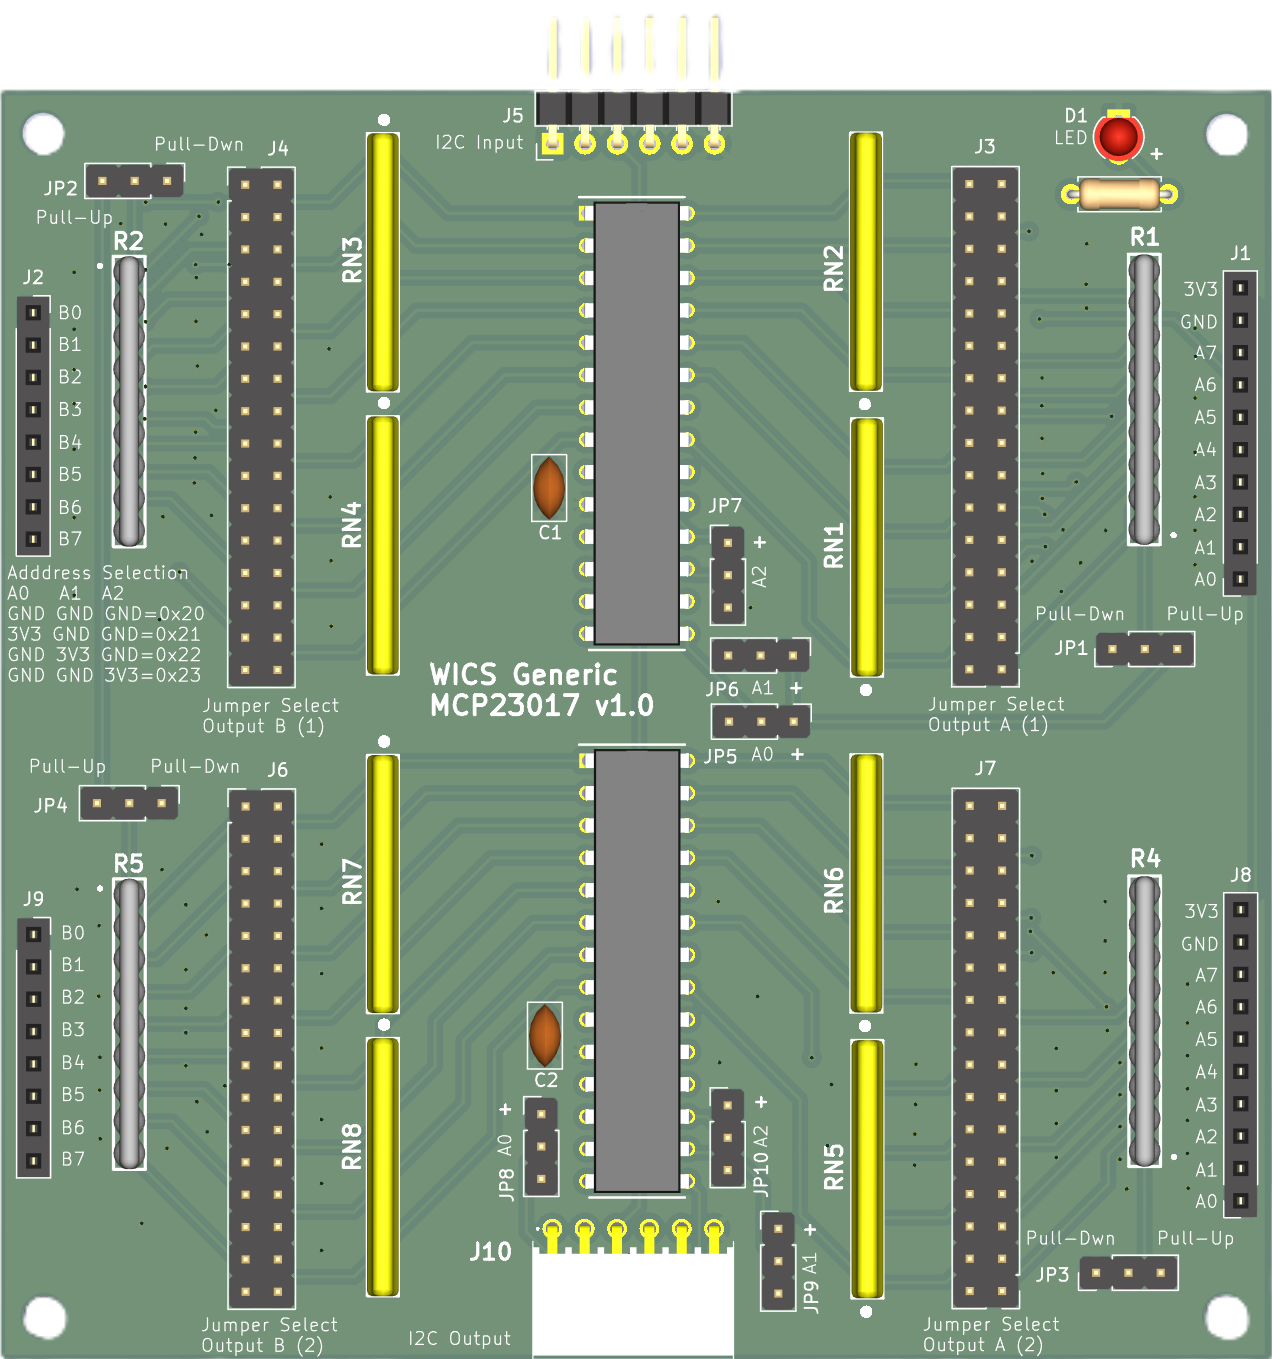 J5
I2C Input
D1
LED
+
Pull-Dwn
J4
J3
JP2
Pull-Up
R2
RN3
RN2
R1
J1
J2
B0
B1
B2
B3
B4
B5
B6
B7
3V3
GND
A7
A6
A5
A4
A3
A2
A1
A0
RN4
C1
JP7
+
A2
RN1
Adddress Selection
A0 A1 A2
GND GND GND=0x20
3V3 GND GND=0x21
GND 3V3 GND=0x22
GND GND 3V3=0x23
Pull-Dwn
Pull-Up
JP1
WICS Generic
MCP23017 v1.0
JP6
A1
+
Jumper Select
Output B (1)
Jumper Select
Output A (1)
JP5
A0
+
Pull-Up
Pull-Dwn
J6
J7
JP4
R5
RN7
RN6
R4
J8
J9
B0
B1
B2
B3
B4
B5
B6
B7
3V3
GND
A7
A6
A5
A4
A3
A2
A1
A0
C2
RN8
+
A0
JP8
+
A2
JP10
RN5
J10
+
A1
JP9
Pull-Dwn
Pull-Up
JP3
Jumper Select
Output B (2)
I2C Output
Jumper Select
Output A (2)